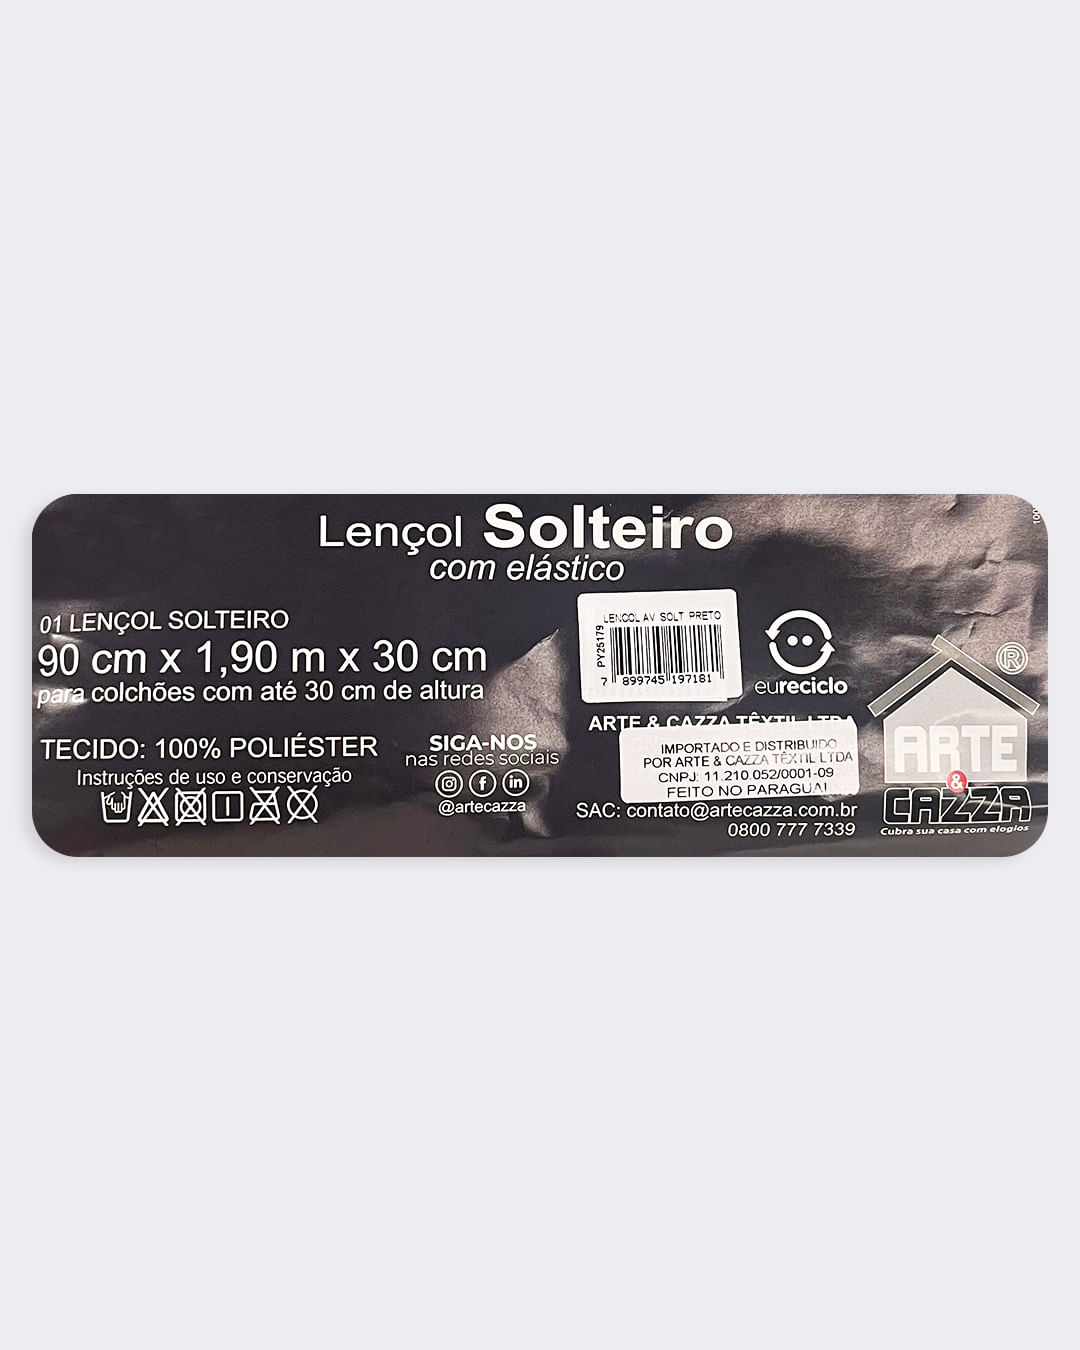 Lençol Solteiro
com elástico
01 LENÇOL SOLTEIRO
90 cm x 1,90 m x 30 cm
para colchões com até 30 cm de altura
TECIDO: 100% POLIÉSTER
Instruções de uso e conservação
SIGA-NOS
nas redes sociais
@artecazza
LENCOL AV SOLT PRETO
PY25179
7 899745 197181
eureciclo
ARTE & CAZZA TÊXTIL LTDA
IMPORTADO E DISTRIBUIDO
POR ARTE & CAZZA TÊXTIL LTDA
CNPJ: 11.210.052/0001-09
FEITO NO PARAGUAI
SAC: contato@artecazza.com.br
0800 777 7339
®
ARTE
&
CAZZA
Cubra sua casa com elogios